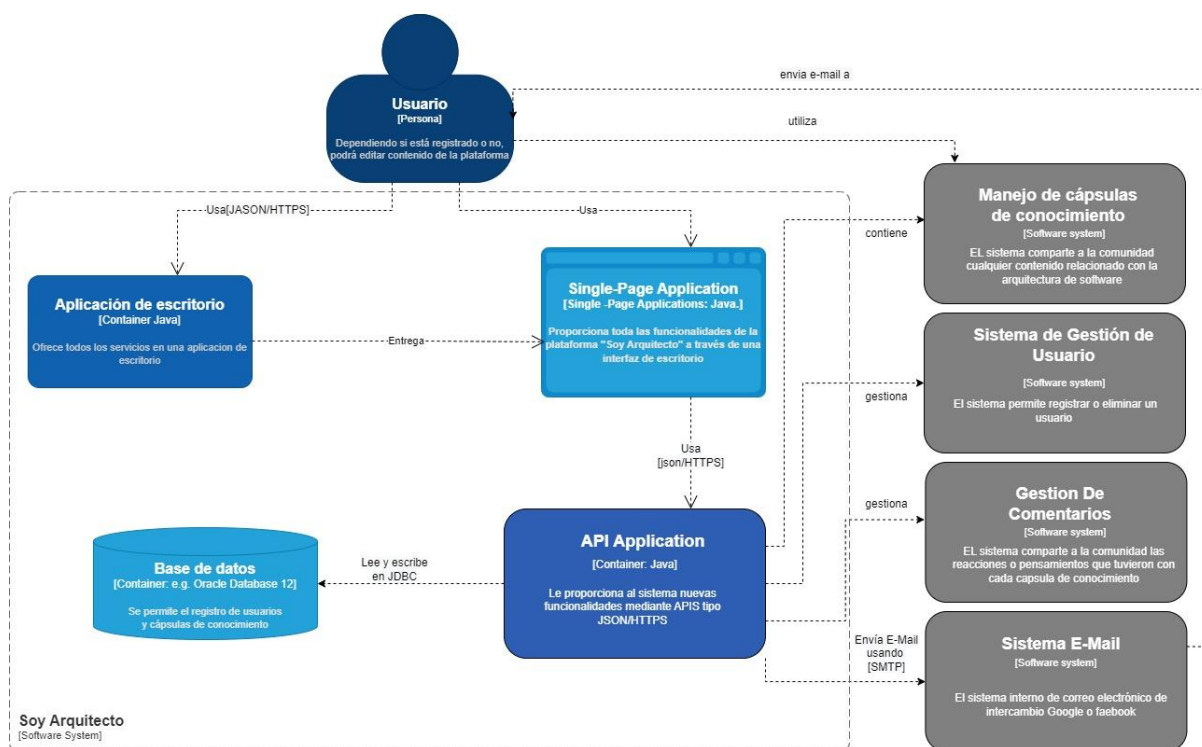 envia e-mail a
Usuario
[Persona]
Dependiendo si está registrado o no,
podrá editar contenido de la plataforma
utiliza
Usa[JASON/HTTPS]
Usa
contiene
Manejo de cápsulas
de conocimiento
[Software system]
EL sistema comparte a la comunidad
cualquier contenido relacionado con la
arquitectura de software
Aplicación de escritorio
[Container Java]
Ofrece todos los servicios en una aplicacion de
escritorio
Entrega
Single-Page Application
[Single -Page Applications: Java.]
Proporciona toda las funcionalidades de la
plataforma "Soy Arquitecto" a través de una
interfaz de escritorio
gestiona
Sistema de Gestión de
Usuario
[Software system]
El sistema permite registrar o eliminar un
usuario
Usa
[json/HTTPS]
gestiona
Gestion De
Comentarios
[Software system]
EL sistema comparte a la comunidad las
reacciones o pensamientos que tuvieron con
cada capsula de conocimiento
Base de datos
[Container: e.g. Oracle Database 12]
Se permite el registro de usuarios
y cápsulas de conocimiento
Lee y escribe
en JDBC
API Application
[Container: Java]
Le proporciona al sistema nuevas
funcionalidades mediante APIS tipo
JSON/HTTPS
Envía E-Mail
usando
[SMTP]
Sistema E-Mail
[Software system]
El sistema interno de correo electrónico de
intercambio Google o faebook
Soy Arquitecto
[Software System]